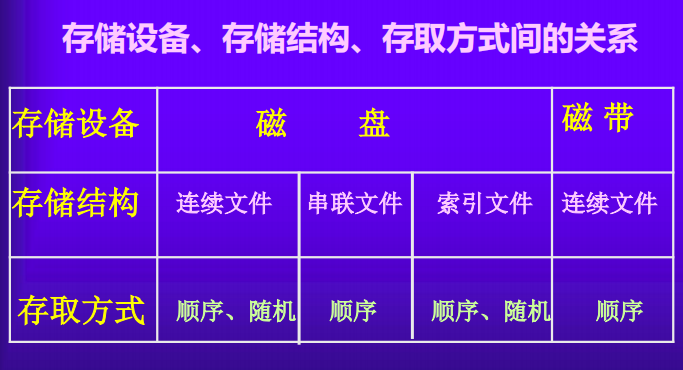 存储设备、存储结构、存取方式间的关系
存储设备 磁 盘 磁 带
存储结构 连续文件 串联文件 索引文件 连续文件
存取方式 顺序、随机 顺序 顺序、随机 顺序